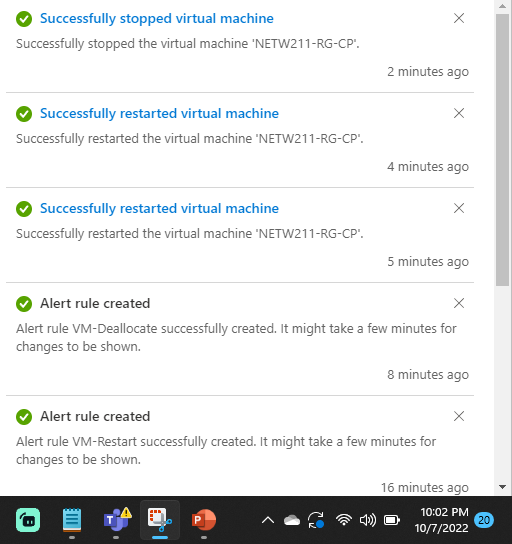 Successfully stopped virtual machine
Successfully stopped the virtual machine 'NETW211-RG-CP'.
2 minutes ago
Successfully restarted virtual machine
Successfully restarted the virtual machine 'NETW211-RG-CP'.
4 minutes ago
Successfully restarted virtual machine
Successfully restarted the virtual machine 'NETW211-RG-CP'.
5 minutes ago
Alert rule created
Alert rule VM-Deallocate successfully created. It might take a few minutes for
changes to be shown.
8 minutes ago
Alert rule created
Alert rule VM-Restart successfully created. It might take a few minutes for
changes to be shown.
16 minutes ago
10:02 PM
10/7/2022
20